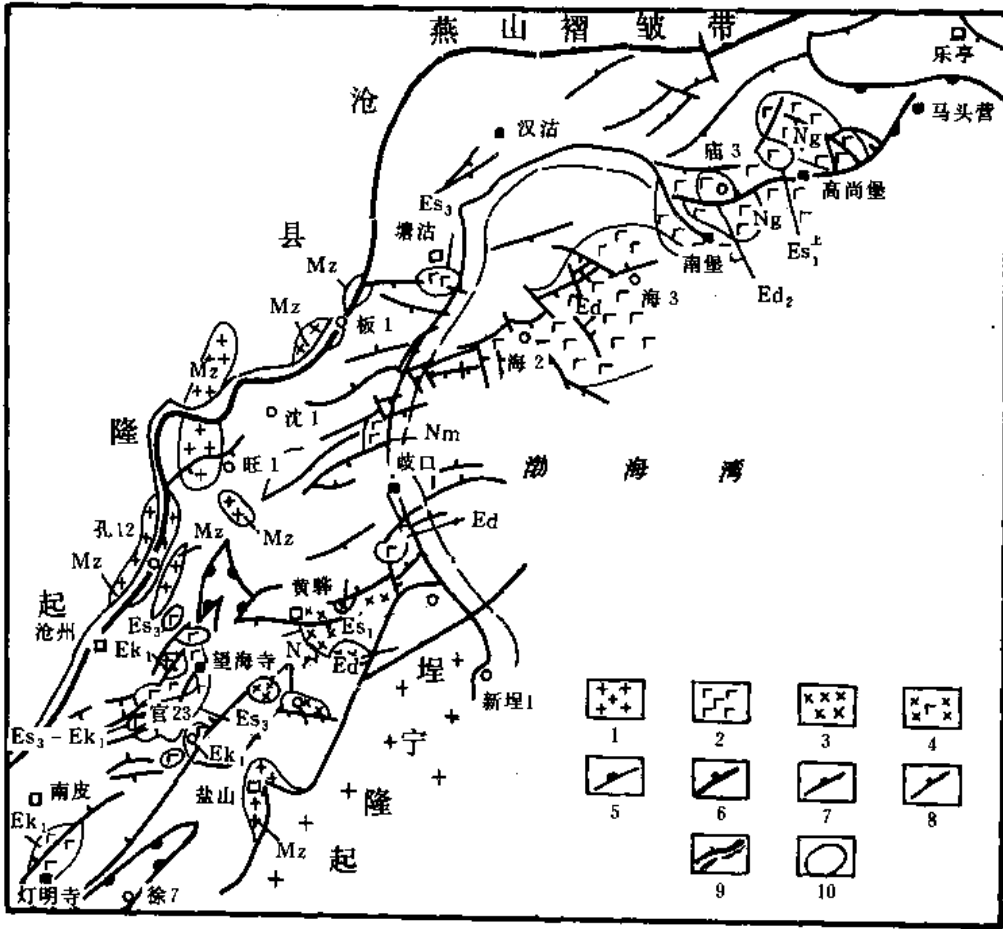 燕山褶皱带
乐亭
沧
汉沽
马头营
Ng
庙3
高尚堡
Es₃
塘沽
Ng
县
南堡
Es₁上
Mz
Ed₂
Ed
海3
Mz
板1
海2
Mz
沈1
隆
Nm
旺1
歧口
渤海湾
孔12
Mz
Mz
Ed
Mz
黄骅
起
Es₃
Es₁
沧州
Ek₁
N
望海寺
Ed
埕
新埕1
官23
Es₃
宁
Es₃-Ek₁
Ek₁
1
2
3
4
南皮
盐山
隆
Ek₁
5
6
7
8
Mz
起
灯明寺
徐7
9
10